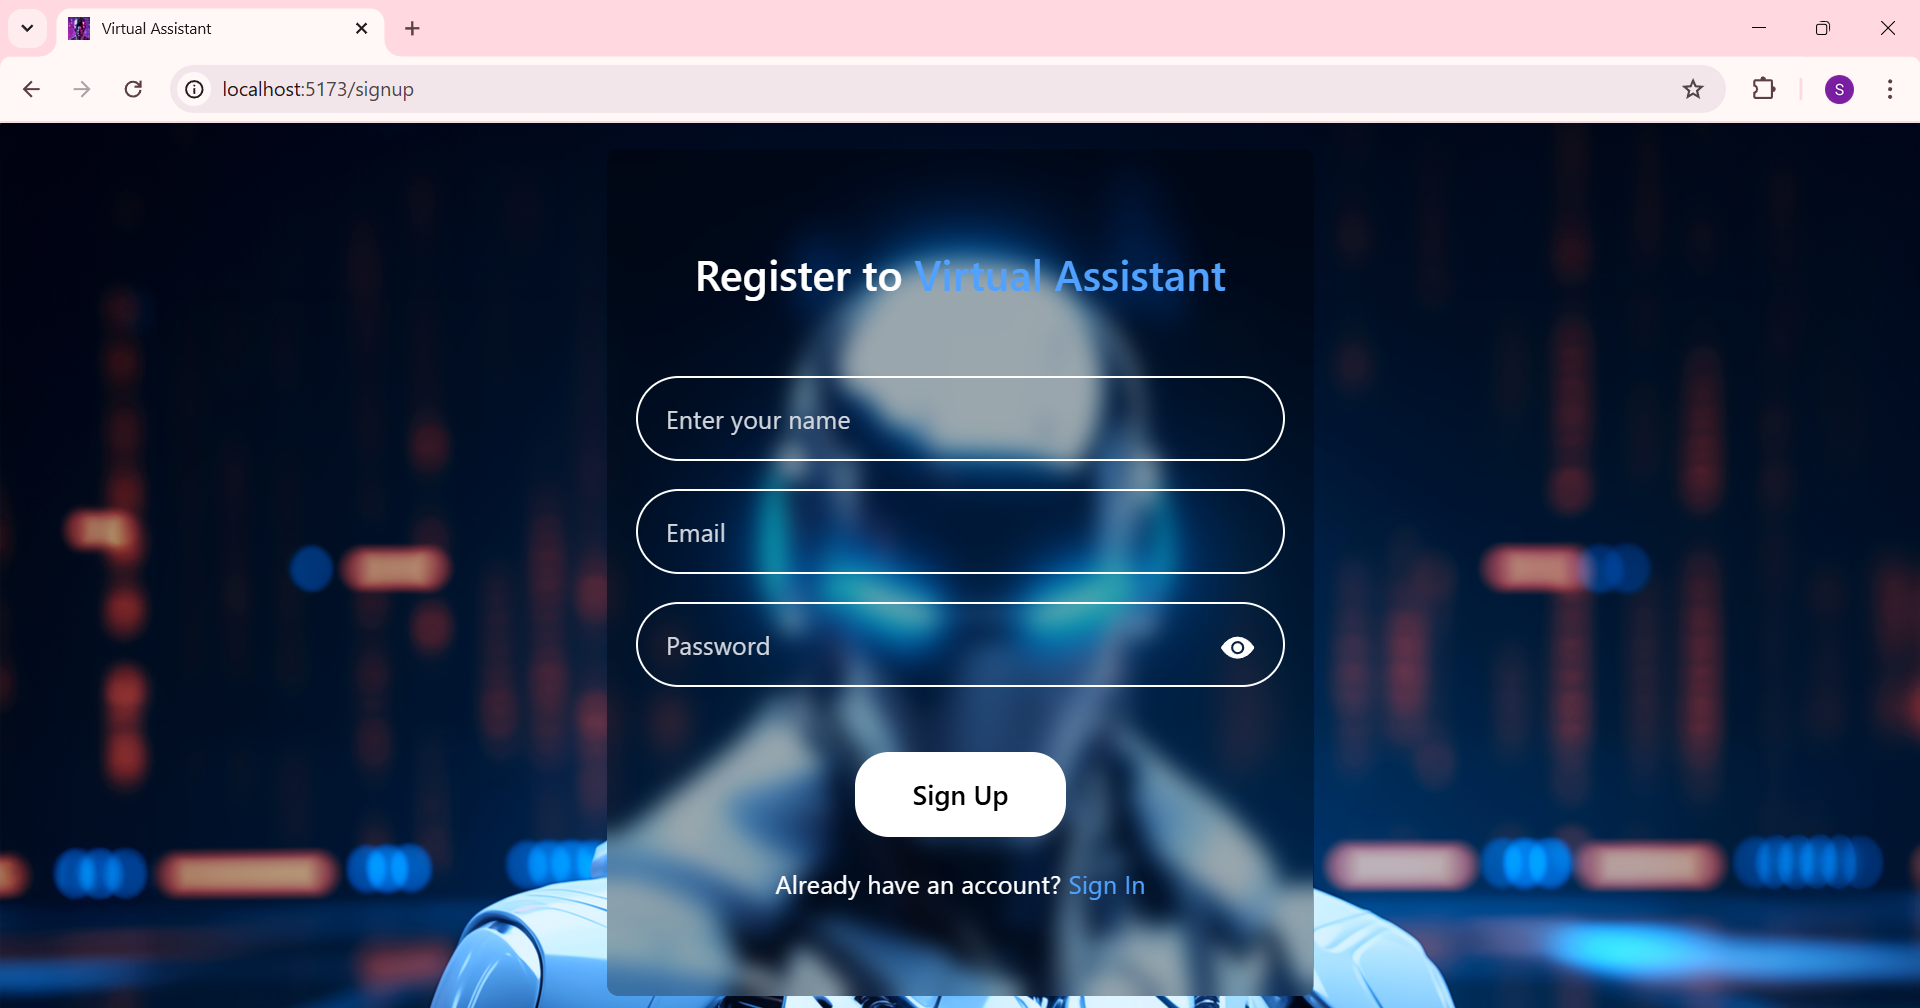 Virtual Assistant
localhost:5173/signup
S
Register to Virtual Assistant
Enter your name
Email
Password
Sign Up
Already have an account? Sign In